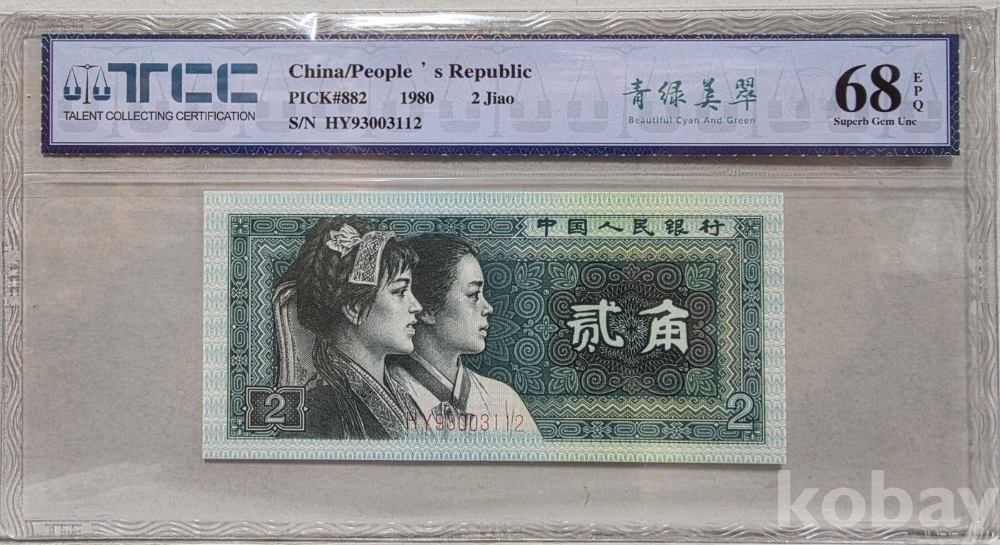 TCC
TALENT COLLECTING CERTIFICATION
China/People ' s Republic
PICK#882 1980 2 Jiao
S/N HY93003112
青绿美翠
Beautiful Cyan And Green
68 EPQ
Superb Gem Unc
中国人民银行
贰角
2
HY93003112
2
kobay